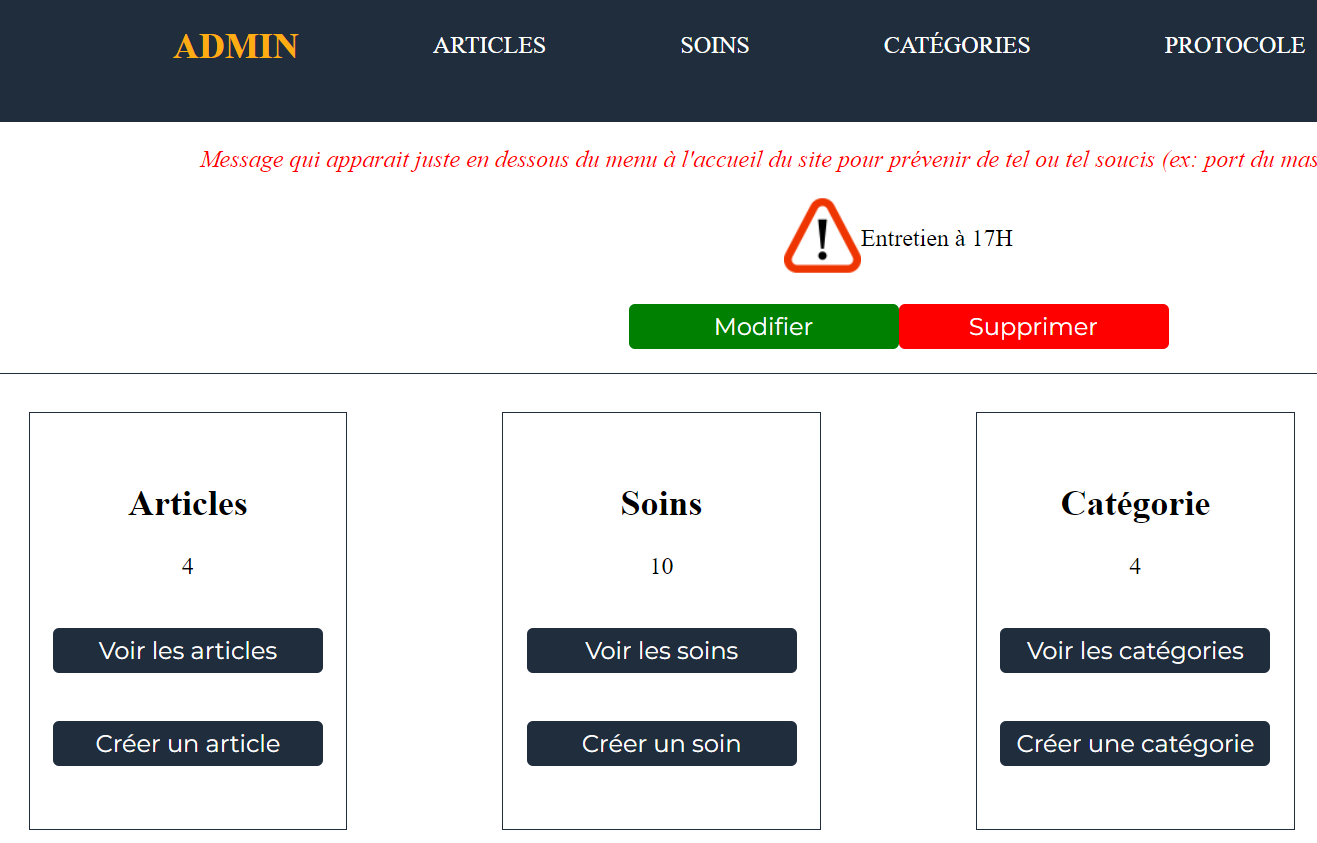 ADMIN ARTICLES SOINS CATÉGORIES PROTOCOLE
Message qui apparait juste en dessous du menu à l'accueil du site pour prévenir de tel ou tel soucis (ex: port du mas
! Entretien à 17H
Modifier Supprimer
Articles
4
Voir les articles
Créer un article
Soins
10
Voir les soins
Créer un soin
Catégorie
4
Voir les catégories
Créer une catégorie